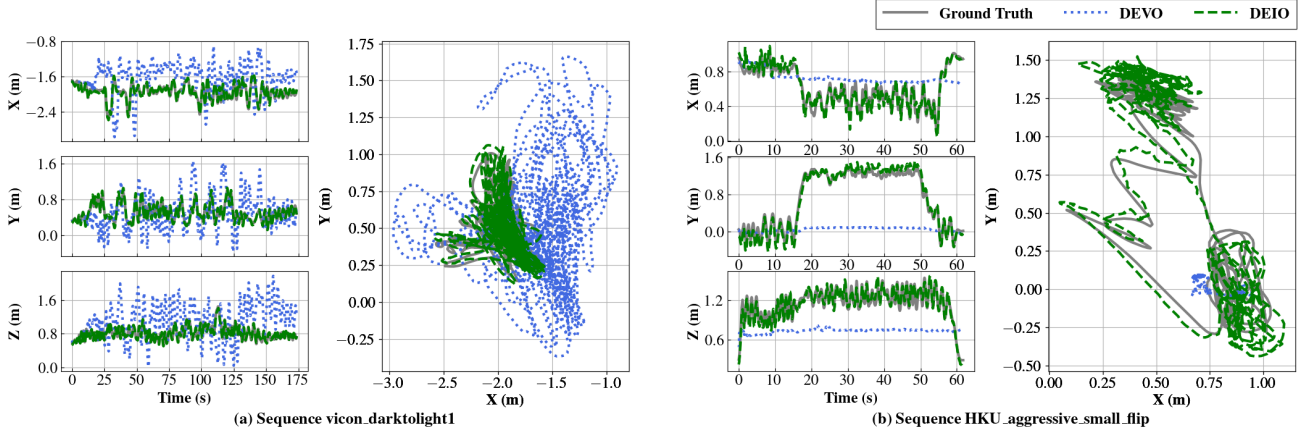 Ground Truth
DEVO
DEIO
X (m)
−0.8
−1.6
−2.4
Y (m)
1.6
0.8
0.0
Z (m)
1.6
0.8
0.0
0 25 50 75 100 125 150 175
Time (s)
Y (m)
1.75
1.50
1.25
1.00
0.75
0.50
0.25
0.00
−0.25
−3.0 −2.5 −2.0 −1.5 −1.0
X (m)
(a) Sequence vicon_darktolight1
X (m)
0.8
0.4
0.0
0 10 20 30 40 50 60
Y (m)
1.6
0.8
0.0
0 10 20 30 40 50 60
Z (m)
1.2
0.6
0 10 20 30 40 50 60
Time (s)
Y (m)
1.50
1.25
1.00
0.75
0.50
0.25
0.00
−0.25
−0.50
0.00 0.25 0.50 0.75 1.00
X (m)
(b) Sequence HKU_aggressive_small_flip